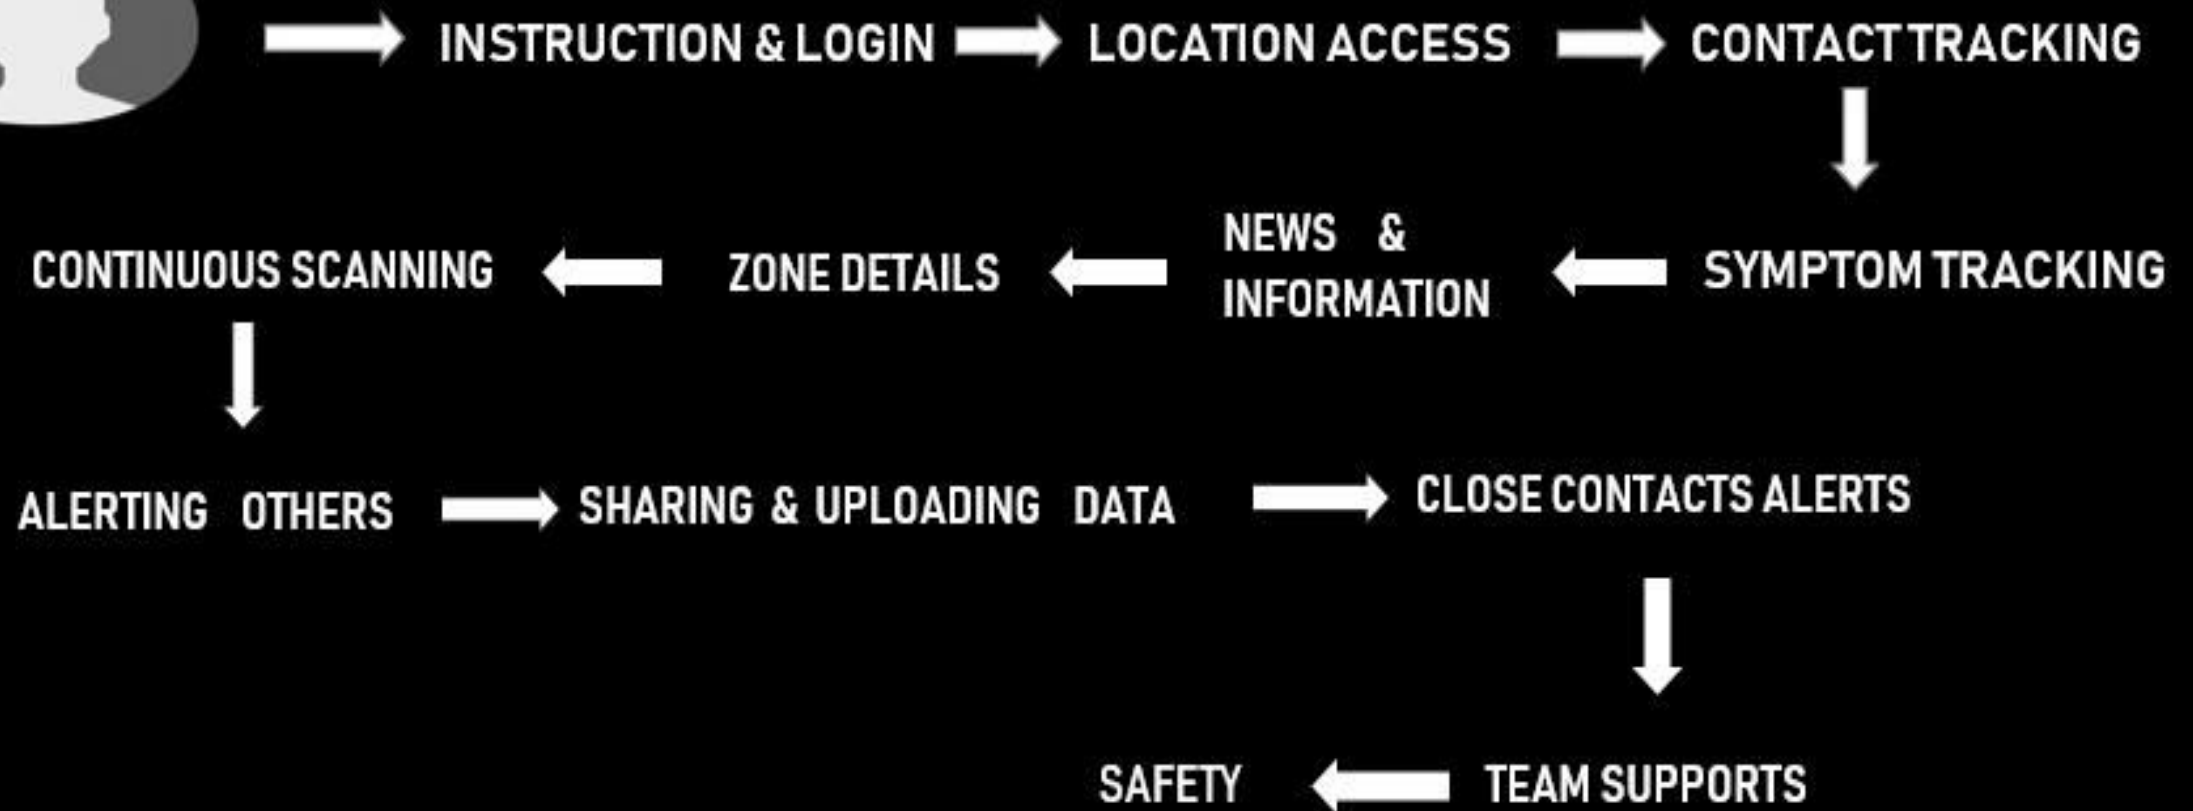 INSTRUCTION & LOGIN
LOCATION ACCESS
CONTACT TRACKING
SYMPTOM TRACKING
NEWS &
INFORMATION
ZONE DETAILS
CONTINUOUS SCANNING
ALERTING OTHERS
SHARING & UPLOADING DATA
CLOSE CONTACTS ALERTS
TEAM SUPPORTS
SAFETY